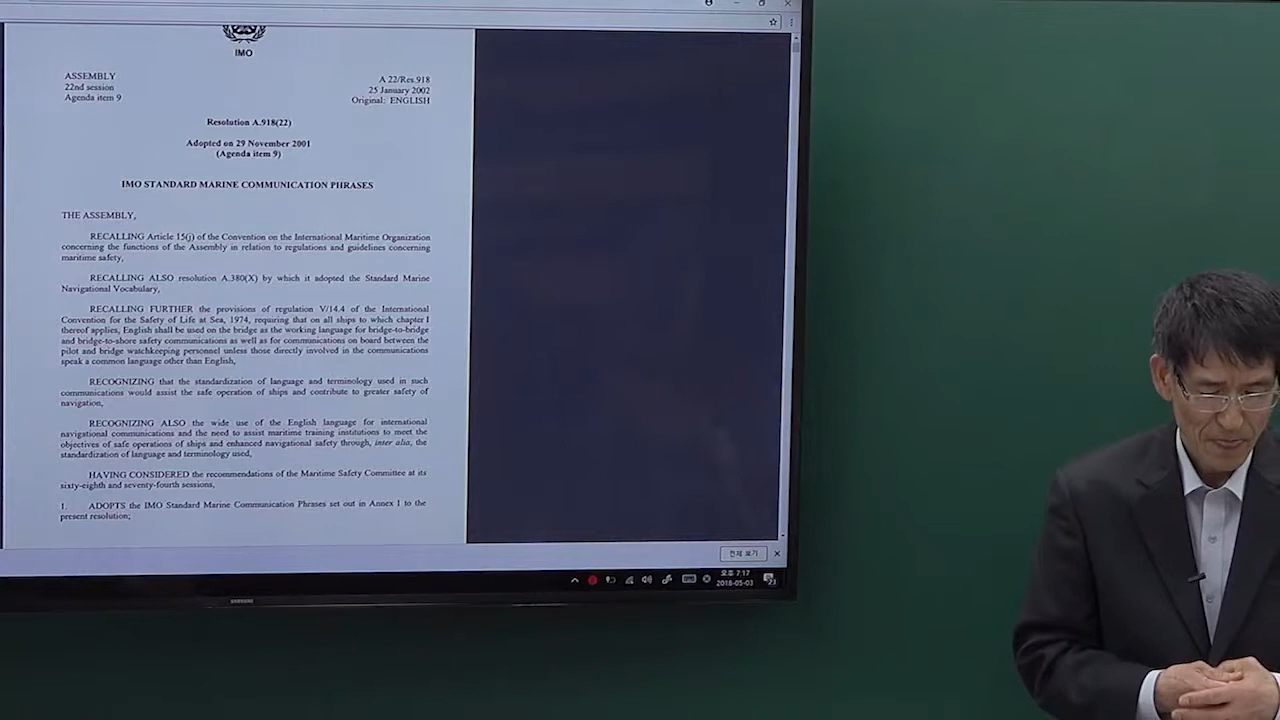 IMO
ASSEMBLY
22nd session
Agenda item 9
A 22/Res.918
25 January 2002
Original: ENGLISH
Resolution A.918(22)
Adopted on 29 November 2001
(Agenda item 9)
IMO STANDARD MARINE COMMUNICATION PHRASES
THE ASSEMBLY,
RECALLING Article 15(j) of the Convention on the International Maritime Organization
concerning the functions of the Assembly in relation to regulations and guidelines concerning
maritime safety,
RECALLING ALSO resolution A.380(X) by which it adopted the Standard Marine
Navigational Vocabulary,
RECALLING FURTHER the provisions of regulation V/14.4 of the International
Convention for the Safety of Life at Sea, 1974, requiring that on all ships to which chapter I
thereof applies, English shall be used on the bridge as the working language for bridge-to-bridge
and bridge-to-shore safety communications as well as for communications on board between the
pilot and bridge watchkeeping personnel unless those directly involved in the communications
speak a common language other than English,
RECOGNIZING that the standardization of language and terminology used in such
communications would assist the safe operation of ships and contribute to greater safety of
navigation,
RECOGNIZING ALSO the wide use of the English language for international
navigational communications and the need to assist maritime training institutions to meet the
objectives of safe operations of ships and enhanced navigational safety through, inter alia, the
standardization of language and terminology used,
HAVING CONSIDERED the recommendations of the Maritime Safety Committee at its
sixty-eighth and seventy-fourth sessions,
1. ADOPTS the IMO Standard Marine Communication Phrases set out in Annex 1 to the
present resolution;
전체 보기
오후 7:17
2018-05-03
23
SAMSUNG